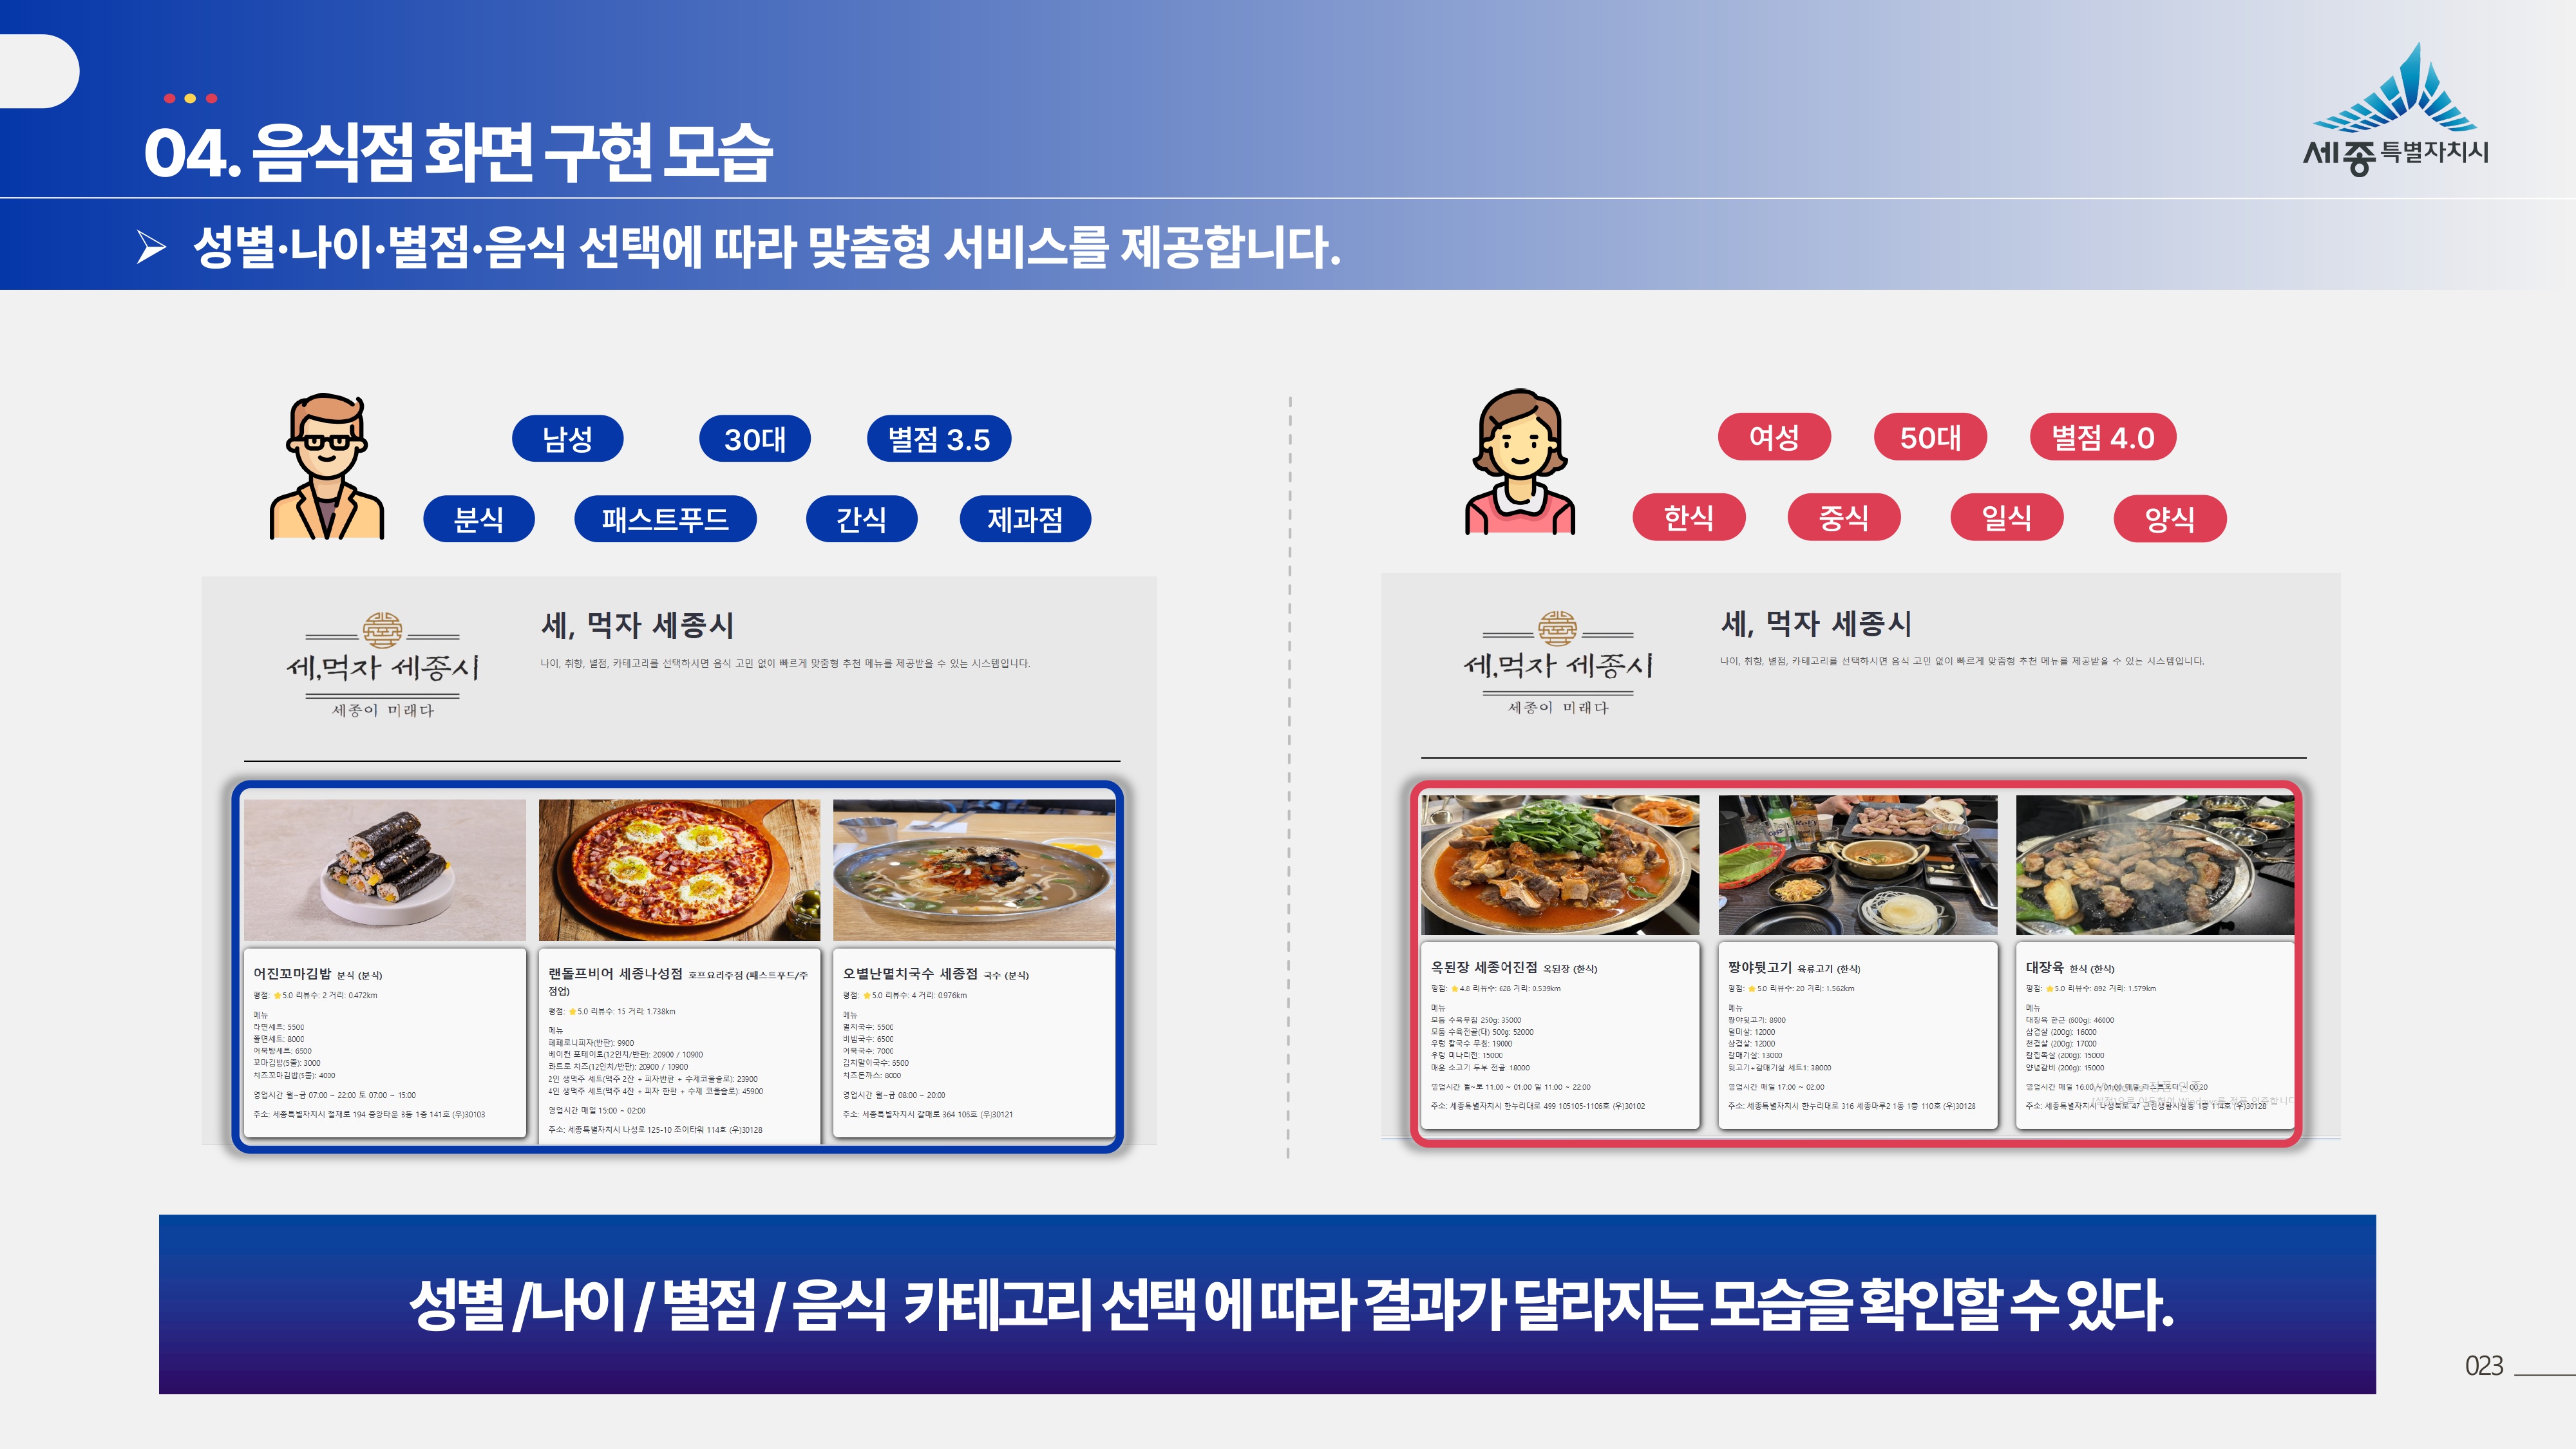 04. 음식점 화면 구현 모습
세종특별자치시
성별·나이·별점·음식 선택에 따라 맞춤형 서비스를 제공합니다.
남성
30대
별점 3.5
분식
패스트푸드
간식
제과점
세,먹자 세종시
세종이 미래다
세, 먹자 세종시
나이, 취향, 별점, 카테고리를 선택하시면 음식 고민 없이 빠르게 맞춤형 추천 메뉴를 제공받을 수 있는 시스템입니다.
어진꼬마김밥 분식 (분식)
평점: ⭐5.0 리뷰수: 2 거리: 0.472km
메뉴
라면세트: 5500
쫄면세트: 8000
어묵탕세트: 6500
꼬마김밥(5줄): 3000
치즈꼬마김밥(5줄): 4000
영업시간 월~금 07:00 ~ 22:00 토 07:00 ~ 15:00
주소: 세종특별자치시 절재로 194 중앙타운 8동 1층 141호 (우)30103
랜돌프비어 세종나성점 호프요리주점 (패스트푸드/주
점업)
평점: ⭐5.0 리뷰수: 15 거리: 1.738km
메뉴
페페로니피자(반판): 9900
베이컨 포테이토(12인치/반판): 20900 / 10900
콰트로 치즈(12인치/반판): 20900 / 10900
2인 생맥주 세트(맥주 2잔 + 피자반판 + 수제코울슬로): 23900
4인 생맥주 세트(맥주 4잔 + 피자 한판 + 수제 코울슬로): 45900
영업시간 매일 15:00 ~ 02:00
주소: 세종특별자치시 나성로 125-10 조이타워 114호 (우)30128
오별난멸치국수 세종점 국수 (분식)
평점: ⭐5.0 리뷰수: 4 거리: 0.976km
메뉴
멸치국수: 5500
비빔국수: 6500
어묵국수: 7000
김치말이국수: 6500
치즈돈까스: 8000
영업시간 월~금 08:00 ~ 20:00
주소: 세종특별자치시 갈매로 364 106호 (우)30121
여성
50대
별점 4.0
한식
중식
일식
양식
세,먹자 세종시
세종이 미래다
세, 먹자 세종시
나이, 취향, 별점, 카테고리를 선택하시면 음식 고민 없이 빠르게 맞춤형 추천 메뉴를 제공받을 수 있는 시스템입니다.
옥된장 세종어진점 옥된장 (한식)
평점: ⭐4.8 리뷰수: 628 거리: 0.539km
메뉴
모둠 수육무침 250g: 35000
모둠 수육전골(대) 500g: 52000
우렁 칼국수 무침: 19000
우렁 미나리전: 15000
매운 소고기 두부 전골: 18000
영업시간 월~토 11:00 ~ 01:00 일 11:00 ~ 22:00
주소: 세종특별자치시 한누리대로 499 105105-1106호 (우)30102
짱야뒷고기 육류고기 (한식)
평점: ⭐5.0 리뷰수: 20 거리: 1.562km
메뉴
짱야뒷고기: 8900
덜미살: 12000
삼겹살: 12000
갈매기살: 13000
뒷고기+갈매기살 세트1: 38000
영업시간 매일 17:00 ~ 02:00
주소: 세종특별자치시 한누리대로 316 세종마루2 1동 1층 110호 (우)30128
대장육 한식 (한식)
평점: ⭐5.0 리뷰수: 892 거리: 1.579km
메뉴
대장육 한근 (600g): 46000
삼겹살 (200g): 16000
천겹살 (200g): 17000
칼집목살 (200g): 15000
양념갈비 (200g): 15000
영업시간 매일 16:00 ~ 01:00 매일 라스트오더 ~ 00:20
주소: 세종특별자치시 나성북로 47 근린생활시설동 1층 114호 (우)30128
성별 /나이 / 별점 / 음식 카테고리 선택 에 따라 결과가 달라지는 모습을 확인할 수 있다.
023